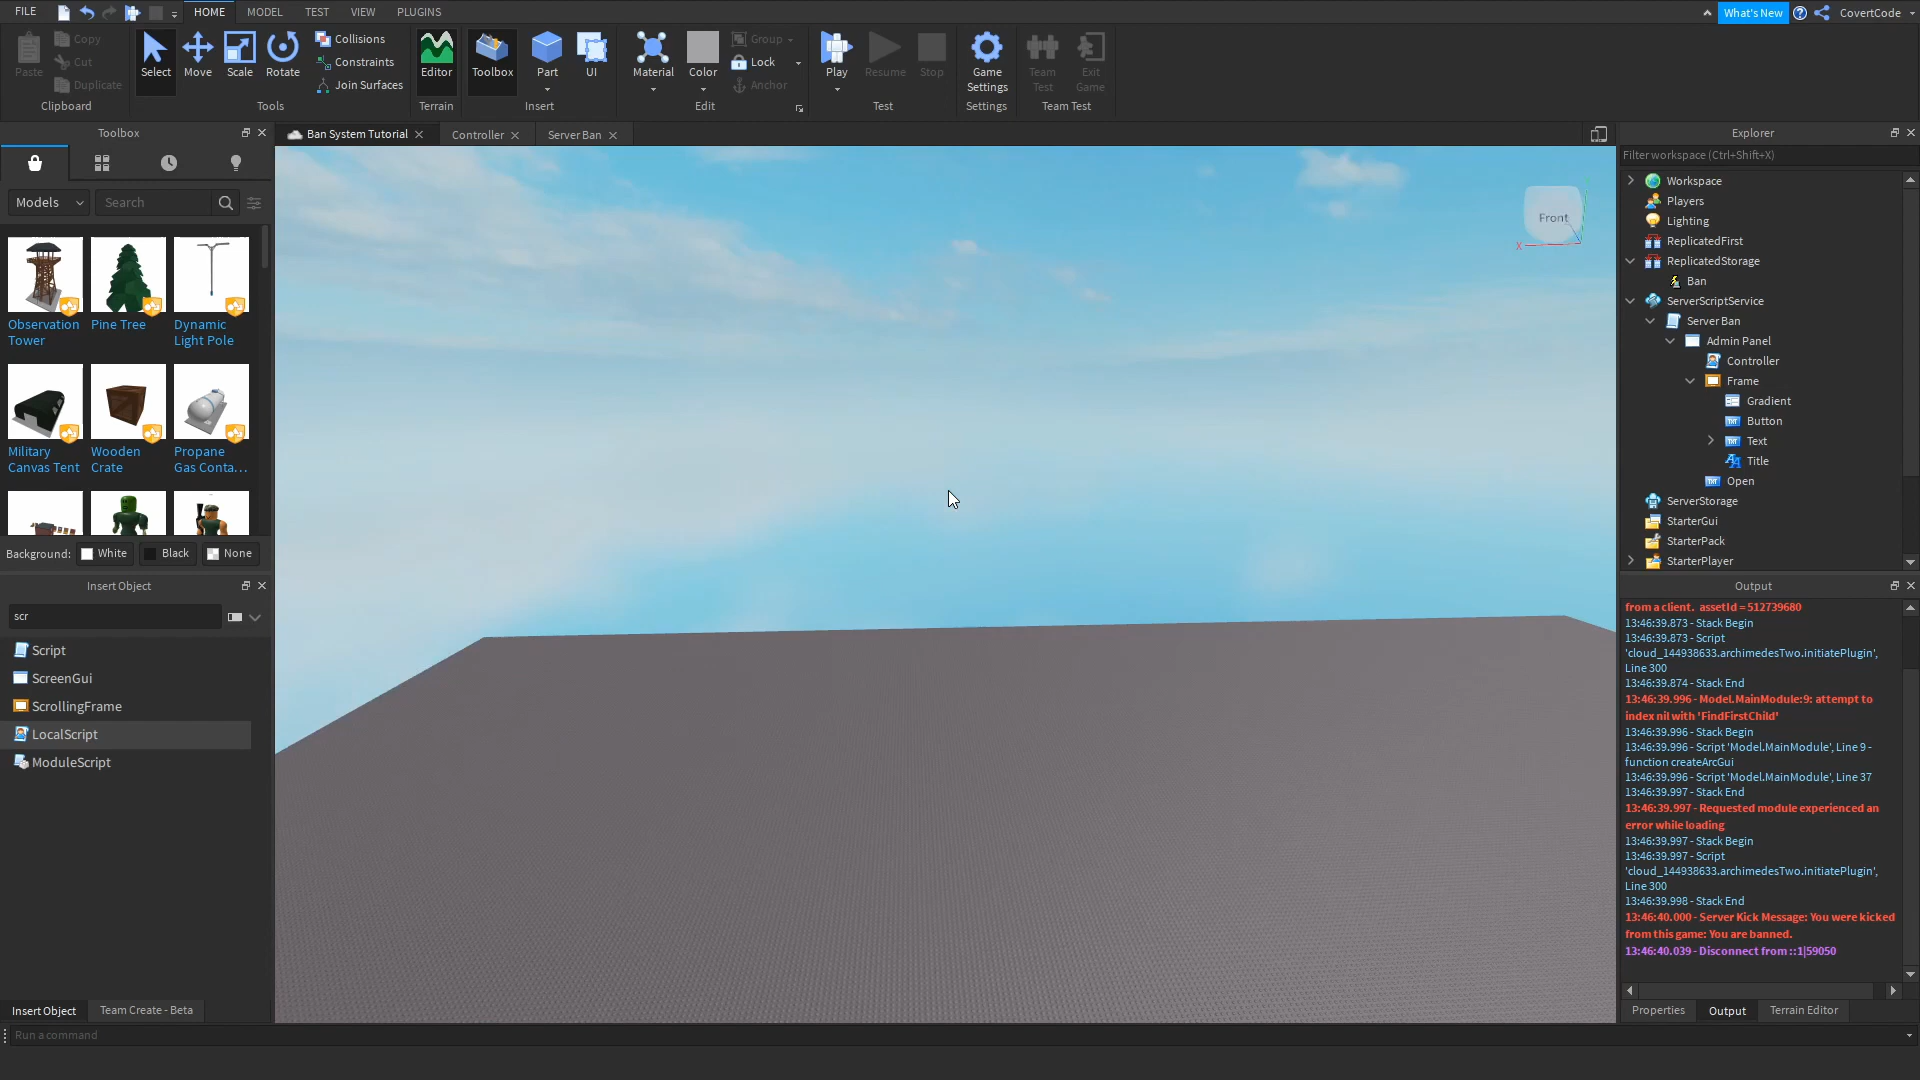 FILE
HOME
MODEL
TEST
VIEW
PLUGINS
What's New
CovertCode
Paste
Copy
Cut
Duplicate
Clipboard
Select
Move
Scale
Rotate
Collisions
Constraints
Join Surfaces
Tools
Editor
Terrain
Toolbox
Part
UI
Insert
Material
Color
Group
Lock
Anchor
Edit
Play
Resume
Stop
Test
Game
Settings
Settings
Team
Test
Exit
Game
Team Test
Toolbox
Models
Search
Observation
Tower
Pine Tree
Dynamic
Light Pole
Military
Canvas Tent
Wooden
Crate
Propane
Gas Conta...
Background:
White
Black
None
Insert Object
scr
Script
ScreenGui
ScrollingFrame
LocalScript
ModuleScript
Insert Object
Team Create - Beta
Run a command
Ban System Tutorial
Controller
Server Ban
Front
X
Explorer
Filter workspace (Ctrl+Shift+X)
Workspace
Players
Lighting
ReplicatedFirst
ReplicatedStorage
Ban
ServerScriptService
Server Ban
Admin Panel
Controller
Frame
Gradient
Button
Text
Title
Open
ServerStorage
StarterGui
StarterPack
StarterPlayer
Output
from a client. assetId = 512739680
13:46:39.873 - Stack Begin
13:46:39.873 - Script
'cloud_144938633.archimedesTwo.initiatePlugin',
Line 300
13:46:39.874 - Stack End
13:46:39.996 - Model.MainModule:9: attempt to
index nil with 'FindFirstChild'
13:46:39.996 - Stack Begin
13:46:39.996 - Script 'Model.MainModule', Line 9 -
function createArcGui
13:46:39.996 - Script 'Model.MainModule', Line 37
13:46:39.997 - Stack End
13:46:39.997 - Requested module experienced an
error while loading
13:46:39.997 - Stack Begin
13:46:39.997 - Script
'cloud_144938633.archimedesTwo.initiatePlugin',
Line 300
13:46:39.998 - Stack End
13:46:40.000 - Server Kick Message: You were kicked
from this game: You are banned.
13:46:40.039 - Disconnect from ::1|59050
Properties
Output
Terrain Editor